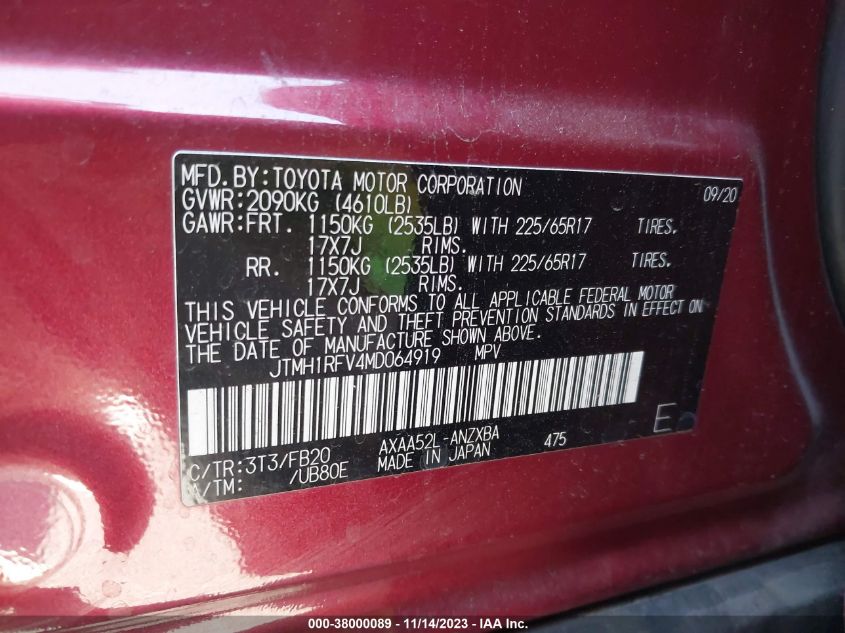 MFD.BY:TOYOTA MOTOR CORPORATION 09/20
GVWR:2090KG (4610LB)
GAWR:FRT. 1150KG (2535LB) WITH 225/65R17 TIRES.
17X7J RIMS.
RR. 1150KG (2535LB) WITH 225/65R17 TIRES.
17X7J RIMS.
THIS VEHICLE CONFORMS TO ALL APPLICABLE FEDERAL MOTOR
VEHICLE SAFETY AND THEFT PREVENTION STANDARDS IN EFFECT ON
THE DATE OF MANUFACTURE SHOWN ABOVE.
JTMH1RFV4MD064919 MPV
C/TR:3T3/FB20 AXAA52L-ANZXBA 475 E
A/TM: /UB80E MADE IN JAPAN
000-38000089 - 11/14/2023 - IAA Inc.